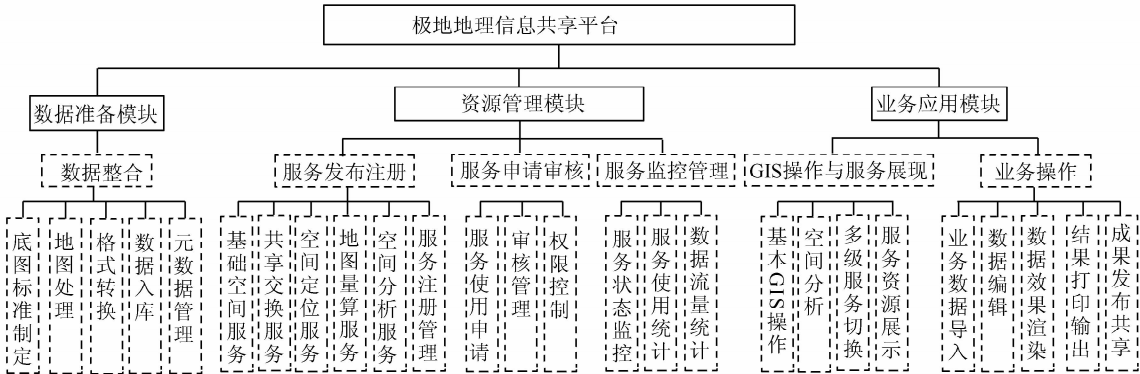 极地地理信息共享平台
数据准备模块
资源管理模块
业务应用模块
数据整合
服务发布注册
服务申请审核
服务监控管理
GIS操作与服务展现
业务操作
底图标准制定
地图处理
格式转换
数据入库
元数据管理
基础空间服务
共享交换服务
空间定位服务
地图量算服务
空间分析服务
服务注册管理
服务使用申请
审核管理
权限控制
服务状态监控
服务使用统计
数据流量统计
基本GIS操作
空间分析
多级服务切换
服务资源展示
业务数据导入
数据编辑
数据效果渲染
结果打印输出
成果发布共享